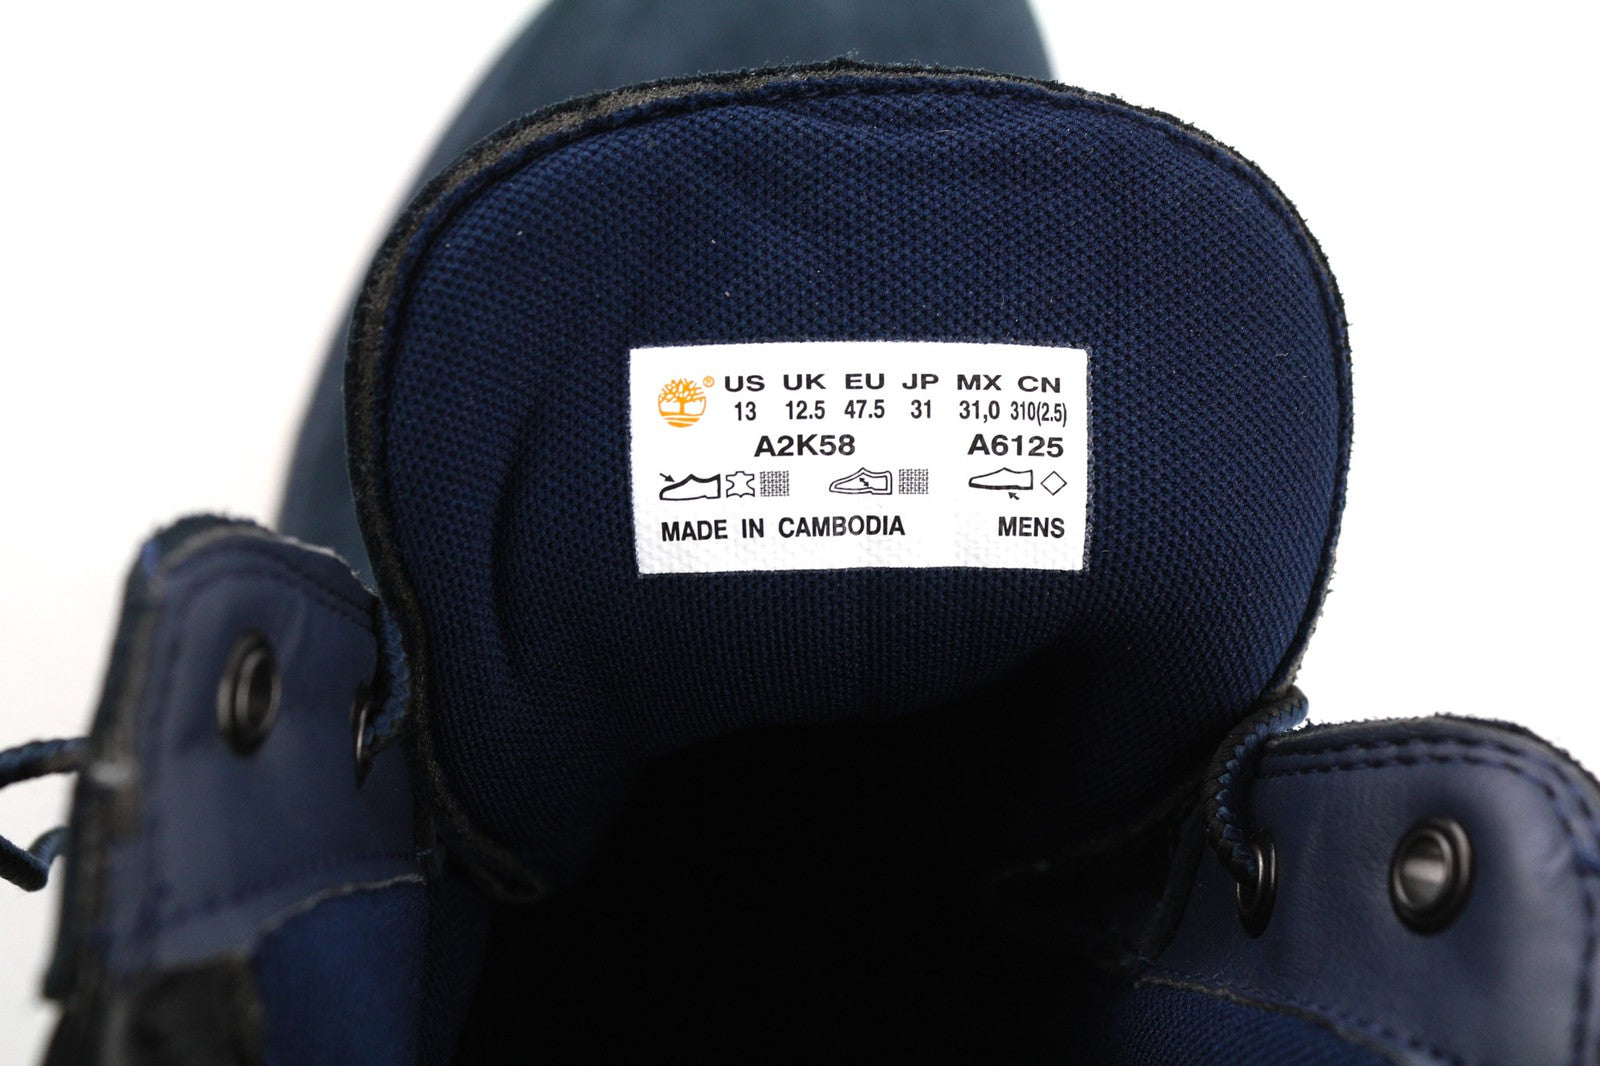 ® US UK EU JP MX CN
13 12.5 47.5 31 31,0 310(2.5)
A2K58 A6125
MADE IN CAMBODIA MENS